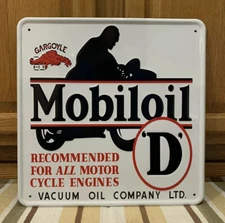 GARGOYLE
Mobiloil
"D"
RECOMMENDED
FOR ALL MOTOR
CYCLE ENGINES
VACUUM OIL COMPANY LTD.